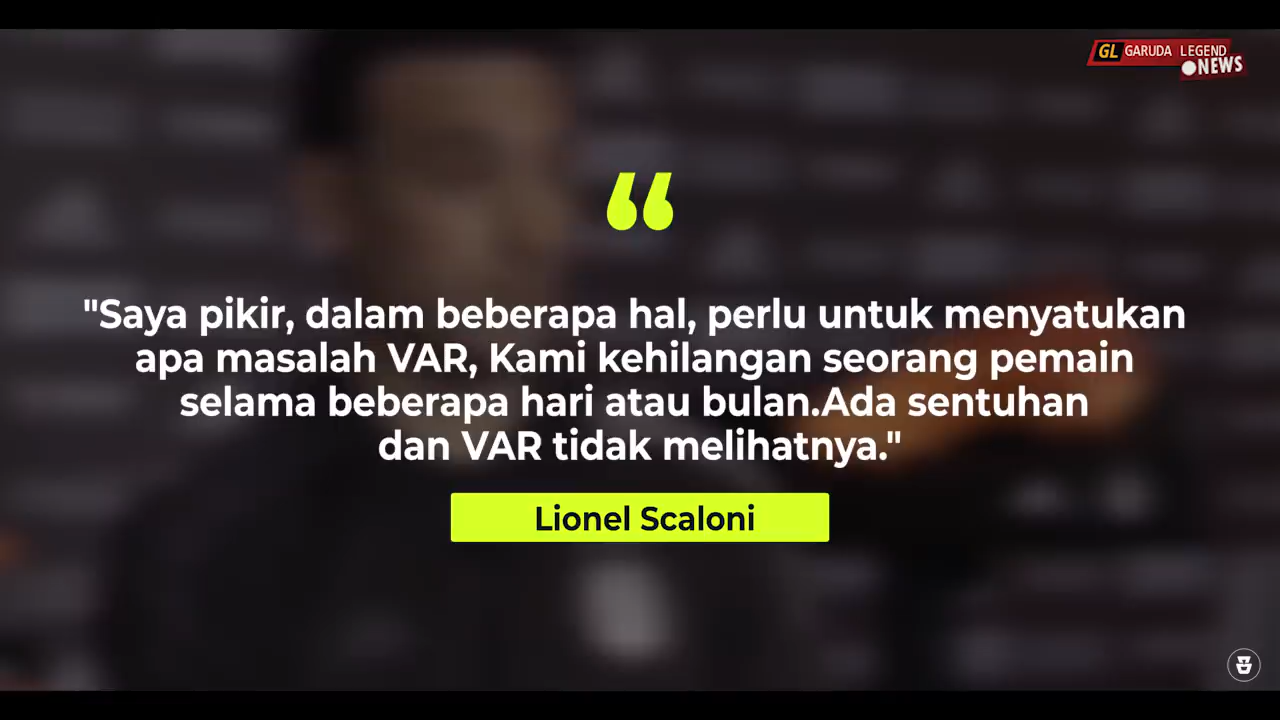 GL GARUDA LEGEND
NEWS
“
"Saya pikir, dalam beberapa hal, perlu untuk menyatukan
apa masalah VAR, Kami kehilangan seorang pemain
selama beberapa hari atau bulan.Ada sentuhan
dan VAR tidak melihatnya."
Lionel Scaloni